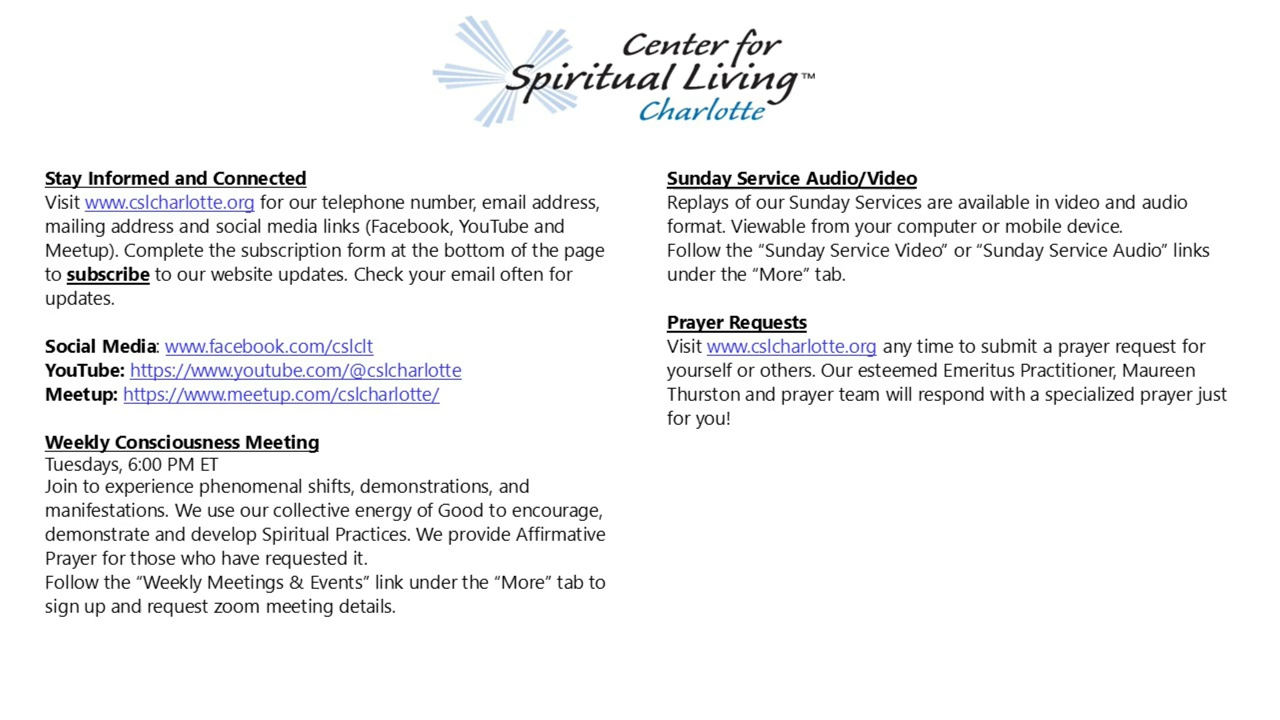 Center for
Spiritual Living™
Charlotte
Stay Informed and Connected
Visit www.cslcharlotte.org for our telephone number, email address,
mailing address and social media links (Facebook, YouTube and
Meetup). Complete the subscription form at the bottom of the page
to subscribe to our website updates. Check your email often for
updates.
Social Media: www.facebook.com/cslclt
YouTube: https://www.youtube.com/@cslcharlotte
Meetup: https://www.meetup.com/cslcharlotte/
Weekly Consciousness Meeting
Tuesdays, 6:00 PM ET
Join to experience phenomenal shifts, demonstrations, and
manifestations. We use our collective energy of Good to encourage,
demonstrate and develop Spiritual Practices. We provide Affirmative
Prayer for those who have requested it.
Follow the “Weekly Meetings & Events” link under the “More” tab to
sign up and request zoom meeting details.
Sunday Service Audio/Video
Replays of our Sunday Services are available in video and audio
format. Viewable from your computer or mobile device.
Follow the “Sunday Service Video” or “Sunday Service Audio” links
under the “More” tab.
Prayer Requests
Visit www.cslcharlotte.org any time to submit a prayer request for
yourself or others. Our esteemed Emeritus Practitioner, Maureen
Thurston and prayer team will respond with a specialized prayer just
for you!